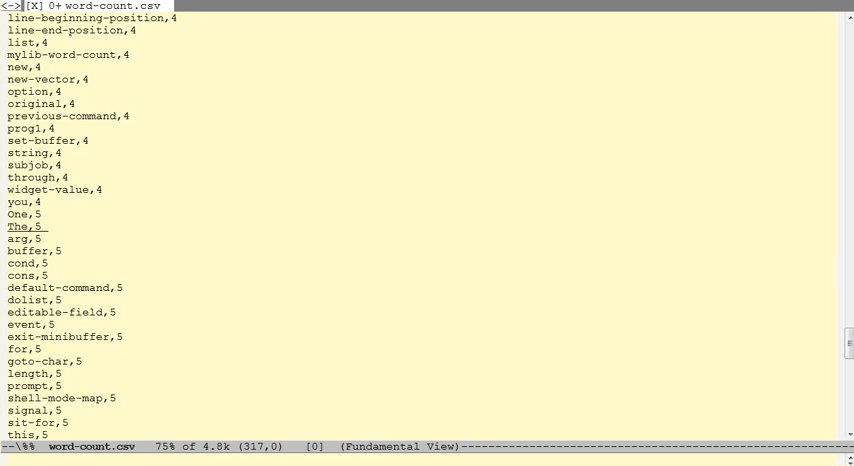 <->[X] 0+ word-count.csv
line-beginning-position,4
line-end-position,4
list,4
mylib-word-count,4
new,4
new-vector,4
option,4
original,4
previous-command,4
prog1,4
set-buffer,4
string,4
subjob,4
through,4
widget-value,4
you,4
One,5
The,5
arg,5
buffer,5
cond,5
cons,5
default-command,5
dolist,5
editable-field,5
event,5
exit-minibuffer,5
for,5
goto-char,5
length,5
prompt,5
shell-mode-map,5
signal,5
sit-for,5
this,5
--\%%  word-count.csv   75% of 4.8k (317,0)   [0]  (Fundamental View)------------------------------------------------------------